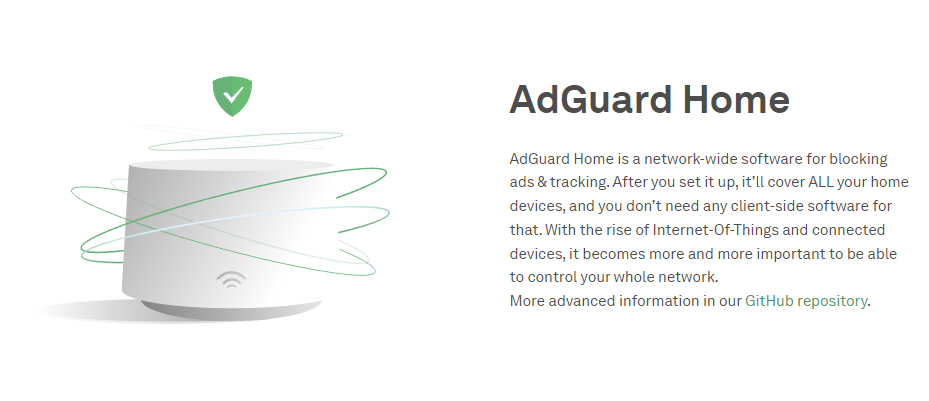 AdGuard Home
AdGuard Home is a network-wide software for blocking
ads & tracking. After you set it up, it'll cover ALL your home
devices, and you don't need any client-side software for
that. With the rise of Internet-Of-Things and connected
devices, it becomes more and more important to be able
to control your whole network.
More advanced information in our GitHub repository.